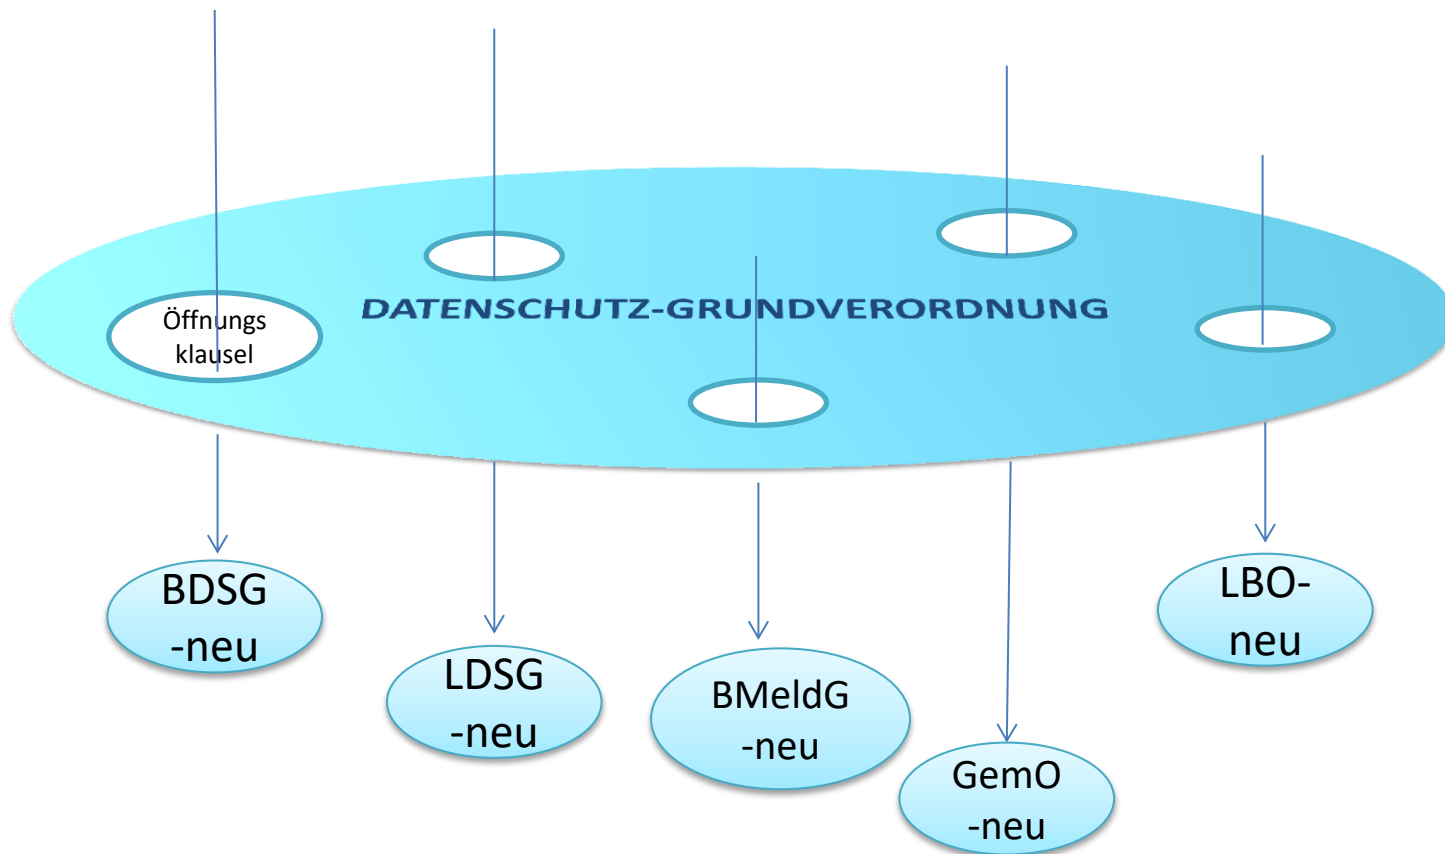 DATENSCHUTZ-GRUNDVERORDNUNG
Öffnungs
klausel
BDSG
-neu
LDSG
-neu
BMeldG
-neu
GemO
-neu
LBO-
neu